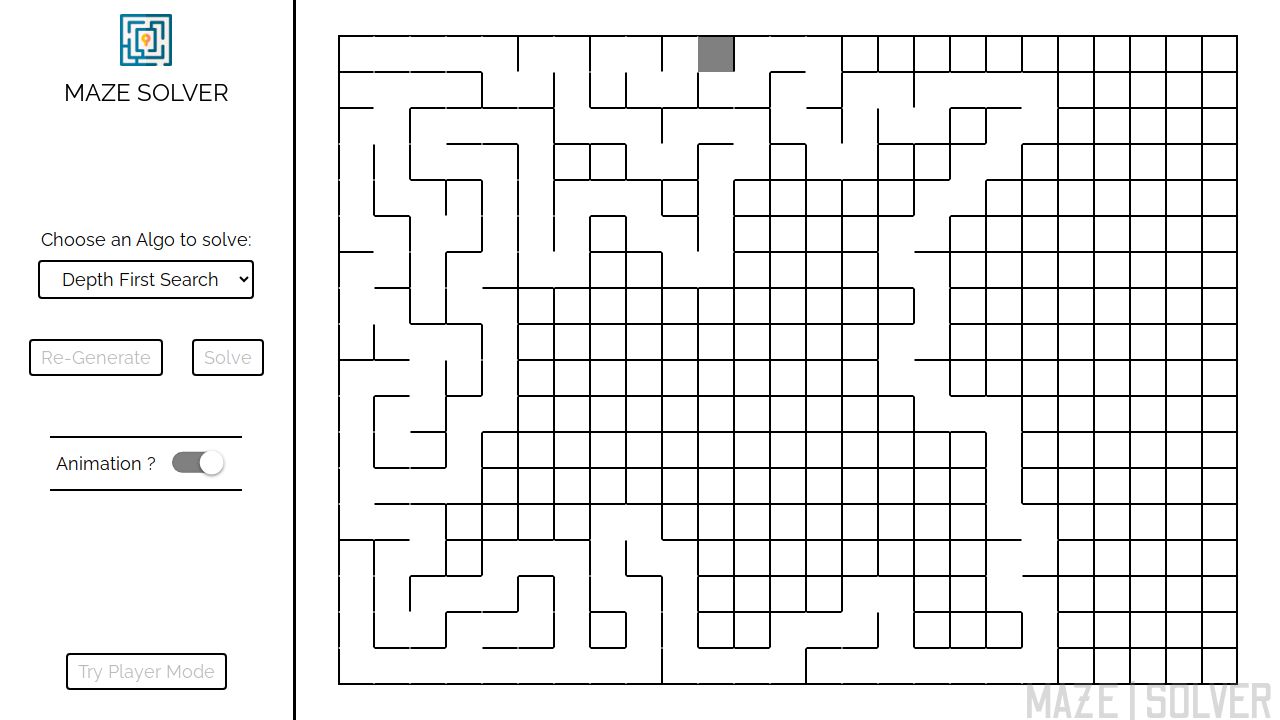 MAZE SOLVER
Choose an Algo to solve:
Depth First Search
Re-Generate
Solve
Animation ?
Try Player Mode
MAZE | SOLVER